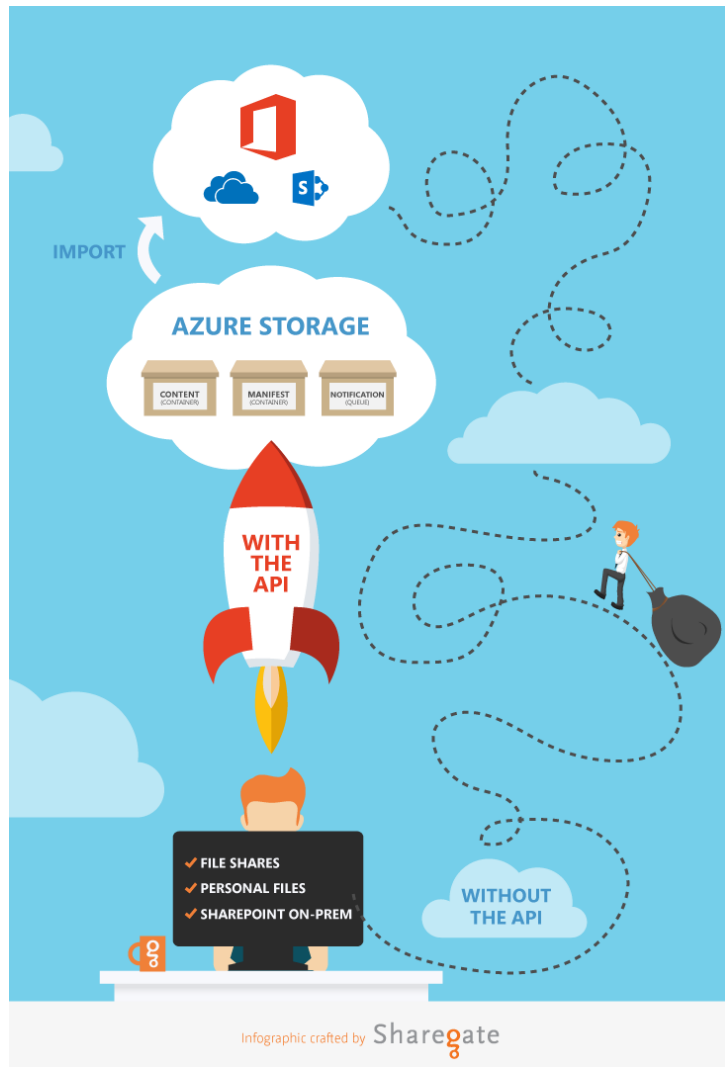 S
IMPORT
AZURE STORAGE
CONTENT
(CONTAINER)
MANIFEST
(CONTAINER)
NOTIFICATION
(QUEUE)
WITH
THE
API
FILE SHARES
PERSONAL FILES
SHAREPOINT ON-PREM
WITHOUT
THE API
g
Infographic crafted by Sharegate